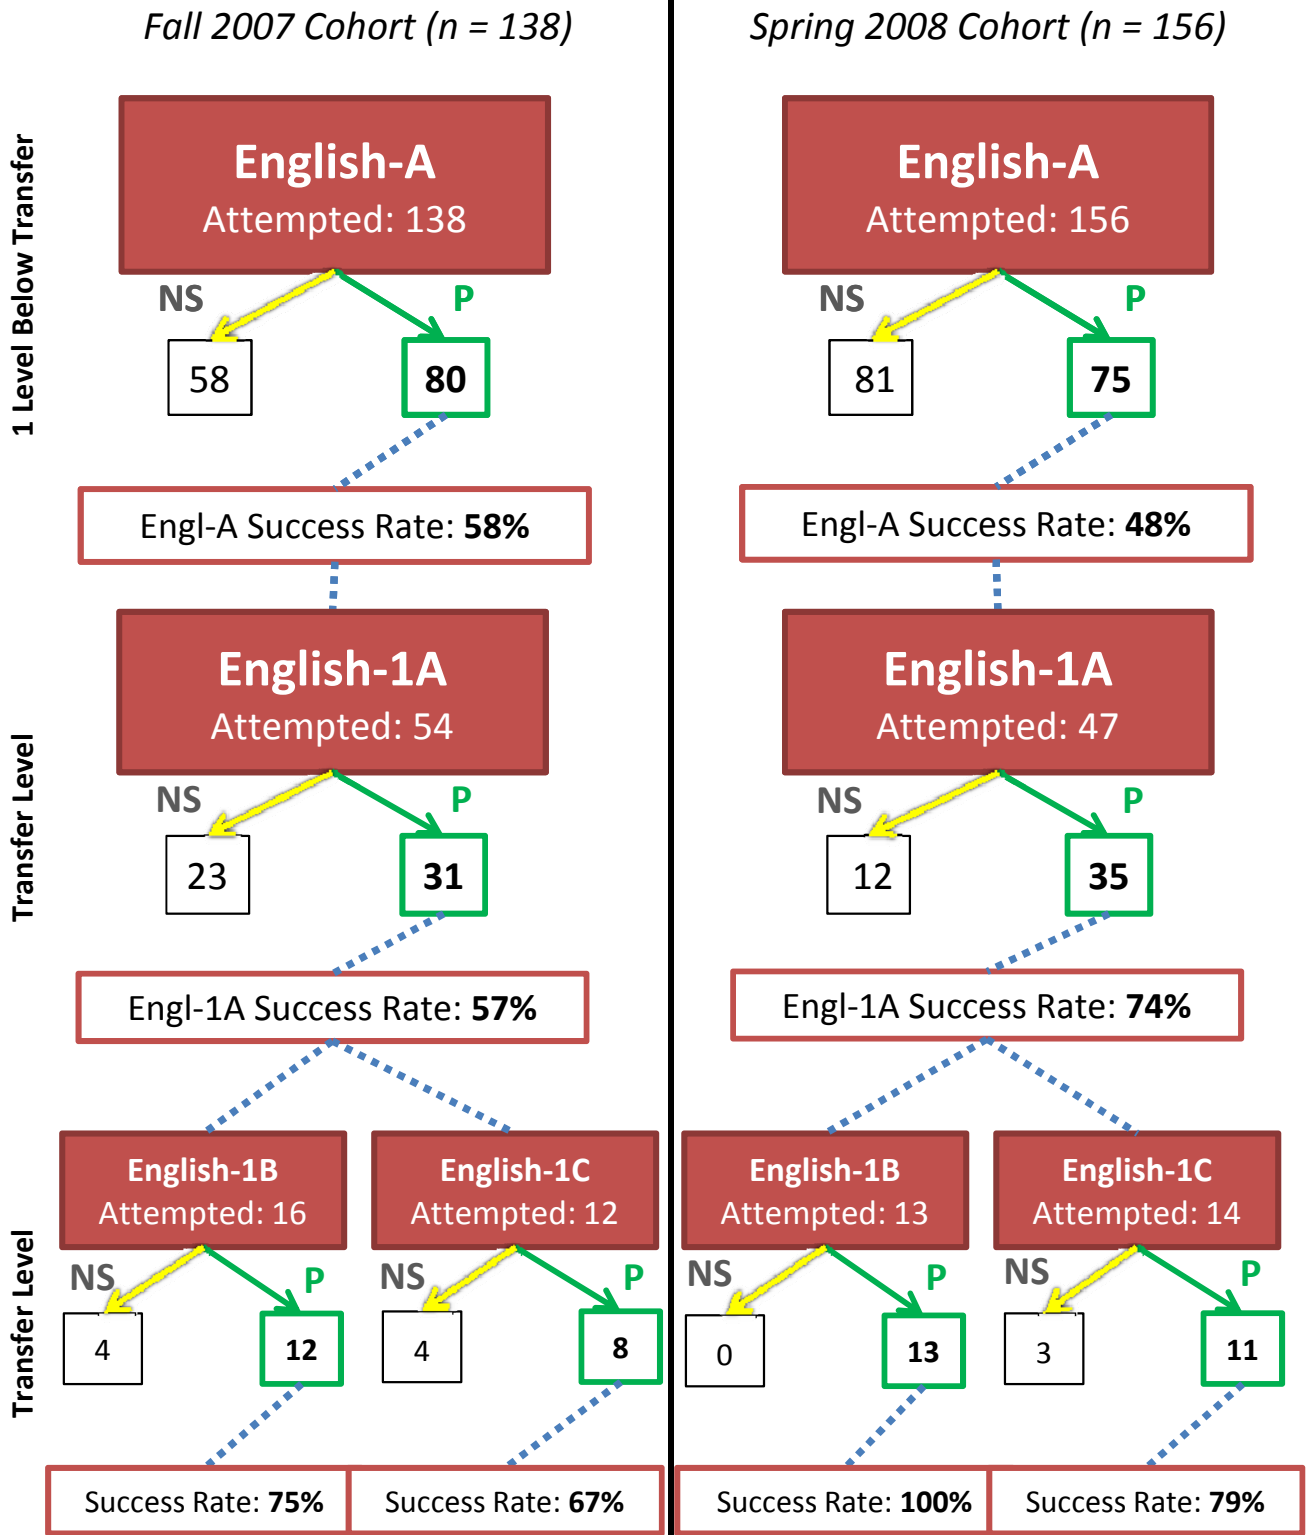 Fall 2007 Cohort (n = 138)
1 Level Below Transfer
English-A
Attempted: 138
NS
P
58
80
Engl-A Success Rate: 58%
Transfer Level
English-1A
Attempted: 54
NS
P
23
31
Engl-1A Success Rate: 57%
Transfer Level
English-1B
Attempted: 16
NS
P
4
12
Success Rate: 75%
English-1C
Attempted: 12
NS
P
4
8
Success Rate: 67%
Spring 2008 Cohort (n = 156)
English-A
Attempted: 156
NS
P
81
75
Engl-A Success Rate: 48%
English-1A
Attempted: 47
NS
P
12
35
Engl-1A Success Rate: 74%
English-1B
Attempted: 13
NS
P
0
13
Success Rate: 100%
English-1C
Attempted: 14
NS
P
3
11
Success Rate: 79%